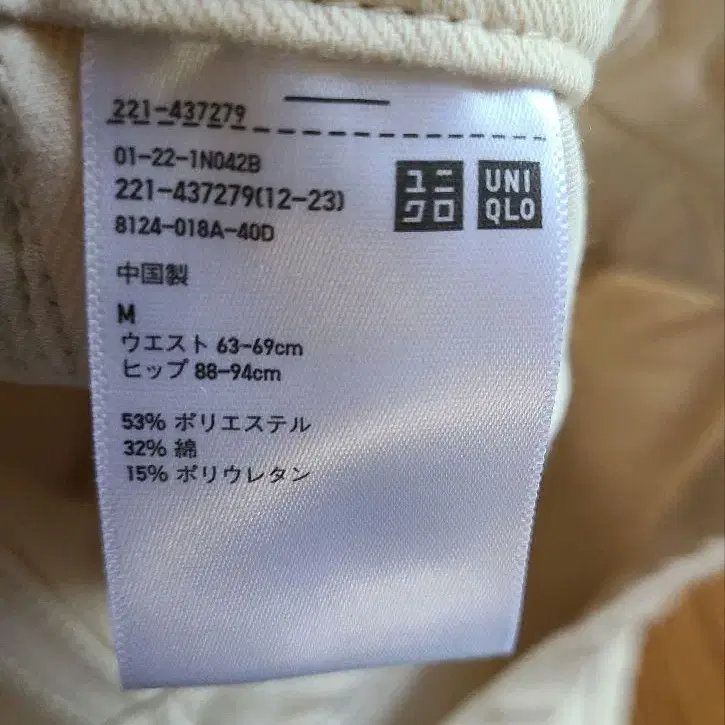 221-437279
01-22-1N042B
221-437279(12-23)
8124-018A-40D
ユニ
クロ
UNI
QLO
中国製
M
ウエスト 63-69cm
ヒップ 88-94cm
53% ポリエステル
32% 綿
15% ポリウレタン